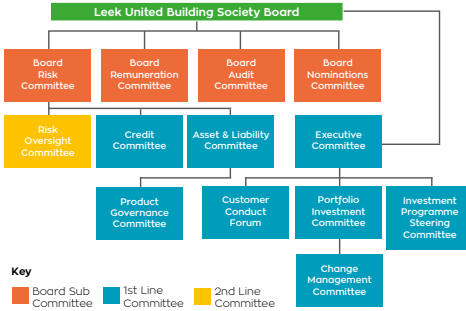 Leek United Building Society Board
Board
Risk
Committee
Board
Remuneration
Committee
Board
Audit
Committee
Board
Nominations
Committee
Risk
Oversight
Committee
Credit
Committee
Asset & Liability
Committee
Executive
Committee
Product
Governance
Committee
Customer
Conduct
Forum
Portfolio
Investment
Committee
Investment
Programme
Steering
Committee
Change
Management
Committee
Key
Board Sub
Committee
1st Line
Committee
2nd Line
Committee